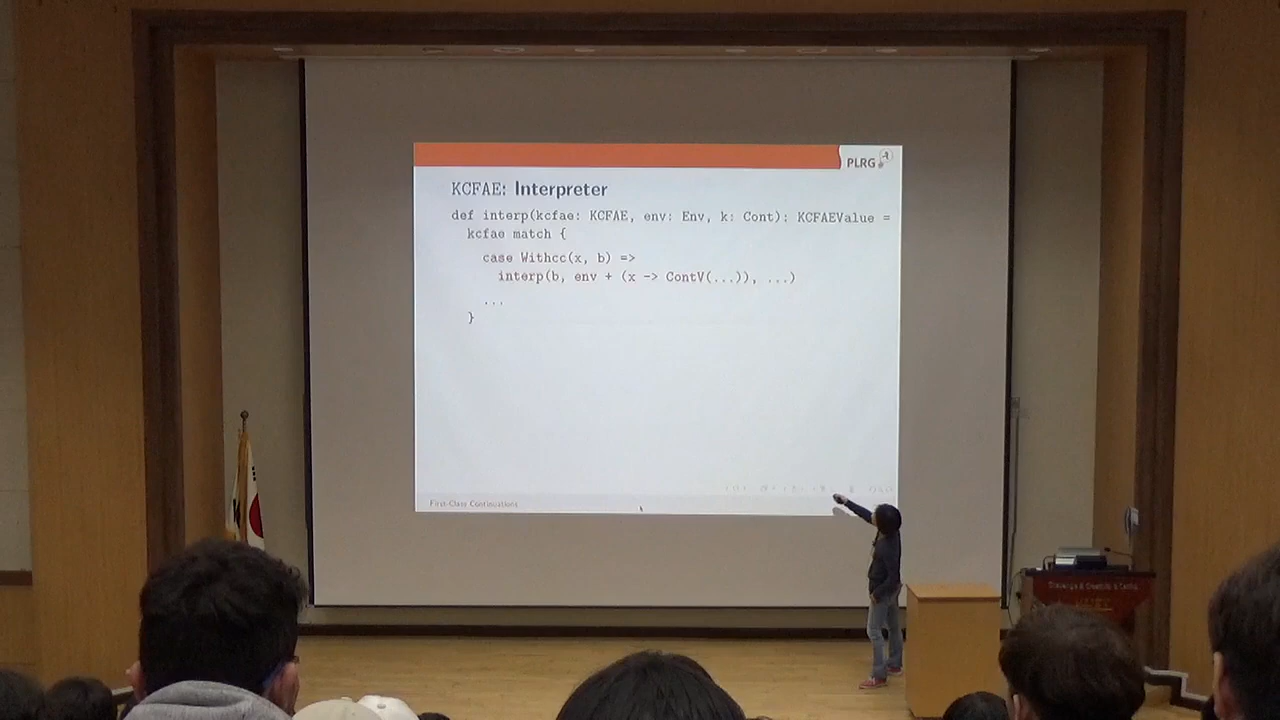 PLRG
KCFAE: Interpreter
def interp(kcfae: KCFAE, env: Env, k: Cont): KCFAEValue =
kcfae match {
case Withcc(x, b) =>
interp(b, env + (x -> ContV(...)), ...)
...
}
First-Class Continuations